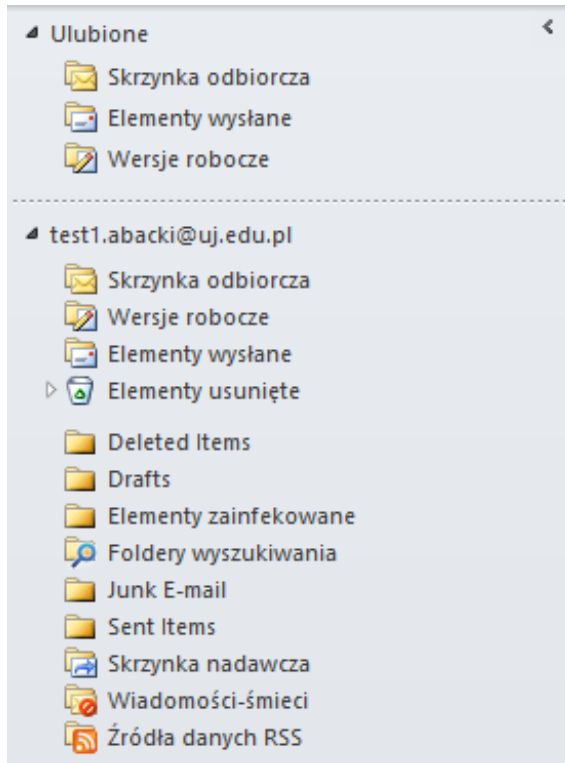 Ulubione
Skrzynka odbiorcza
Elementy wysłane
Wersje robocze
test1.abacki@uj.edu.pl
Skrzynka odbiorcza
Wersje robocze
Elementy wysłane
Elementy usunięte
Deleted Items
Drafts
Elementy zainfekowane
Foldery wyszukiwania
Junk E-mail
Sent Items
Skrzynka nadawcza
Wiadomości-śmieci
Źródła danych RSS